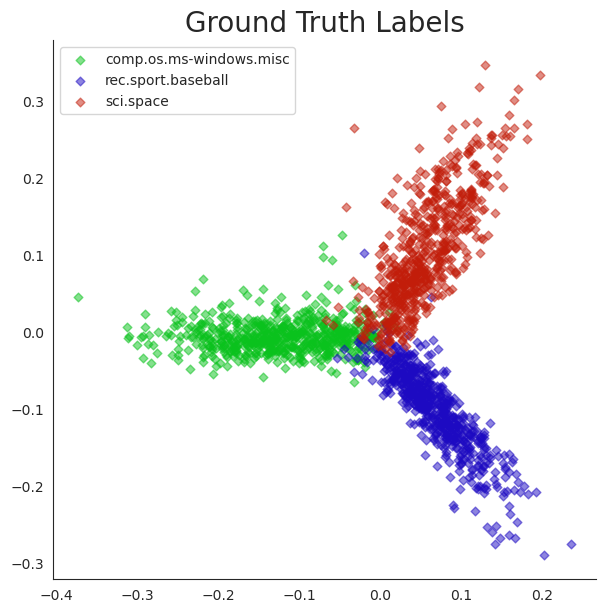 Ground Truth Labels
comp.os.ms-windows.misc
rec.sport.baseball
sci.space
0.3
0.2
0.1
0.0
−0.1
−0.2
−0.3
−0.4 −0.3 −0.2 −0.1 0.0 0.1 0.2